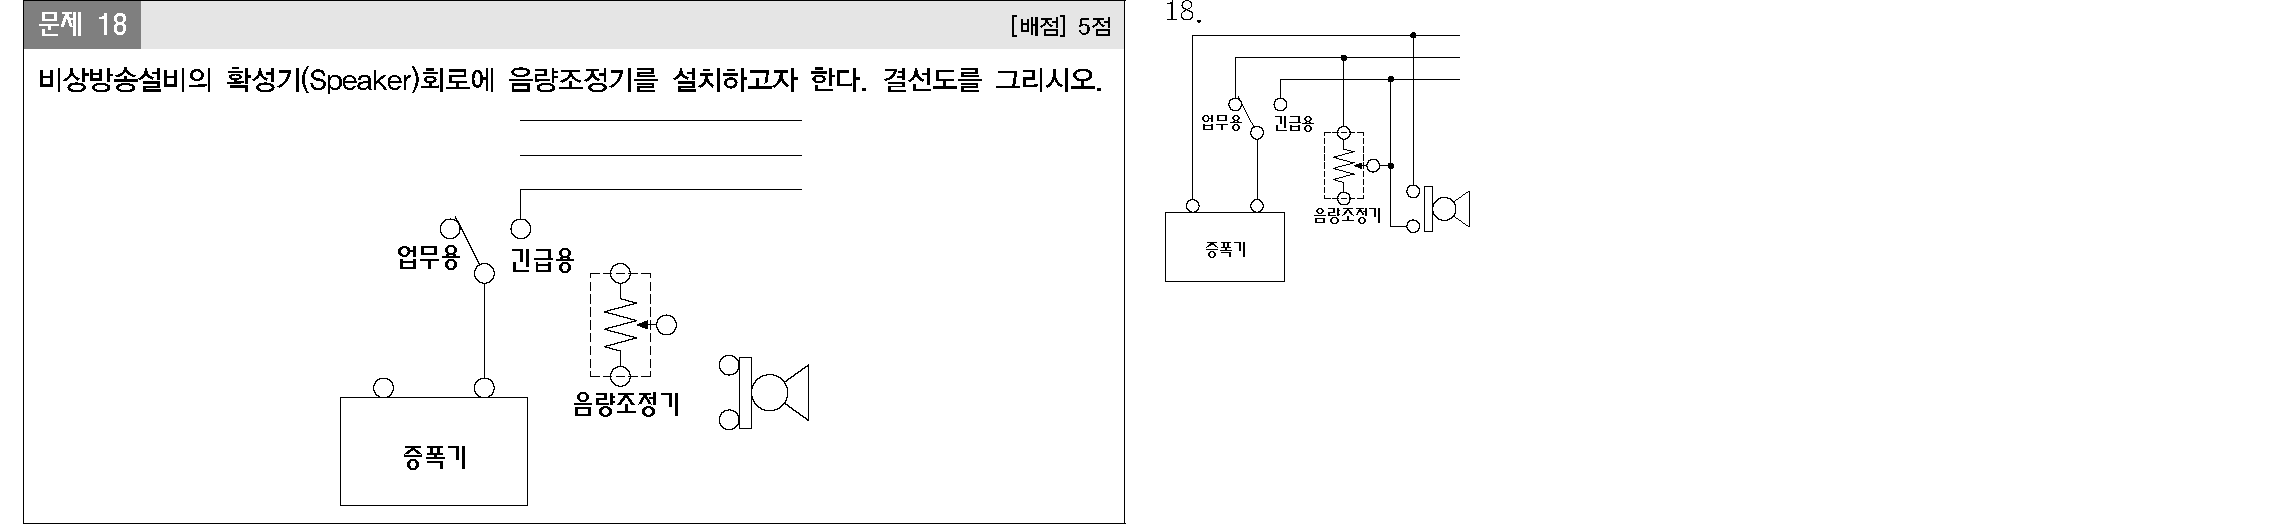 문제 18
[배점] 5점
비상방송설비의 확성기(Speaker)회로에 음량조정기를 설치하고자 한다. 결선도를 그리시오.
업무용
긴급용
음량조정기
증폭기
18.
업무용
긴급용
음량조정기
증폭기